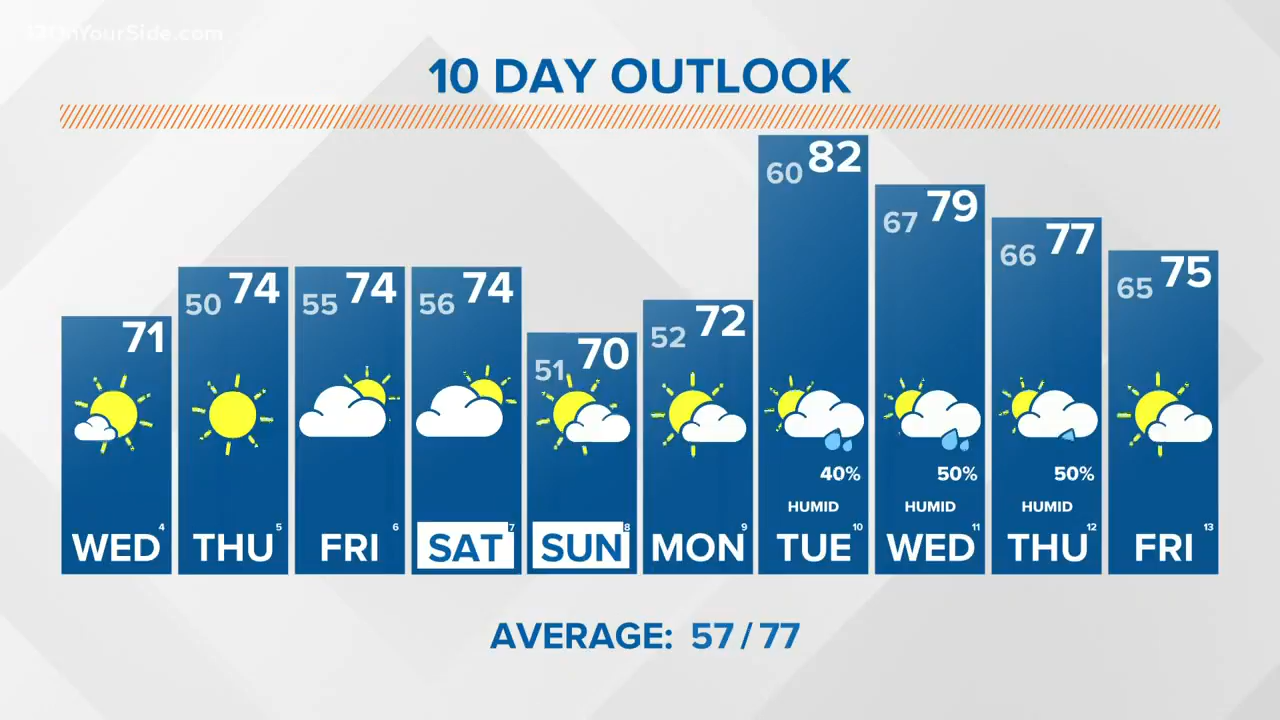 13OnYourSide.com
10 DAY OUTLOOK
71
50 74
55 74
56 74
51 70
52 72
60 82
67 79
66 77
65 75
40%
50%
50%
HUMID
HUMID
HUMID
WED 4
THU 5
FRI 6
SAT 7
SUN 8
MON 9
TUE 10
WED 11
THU 12
FRI 13
AVERAGE: 57/77